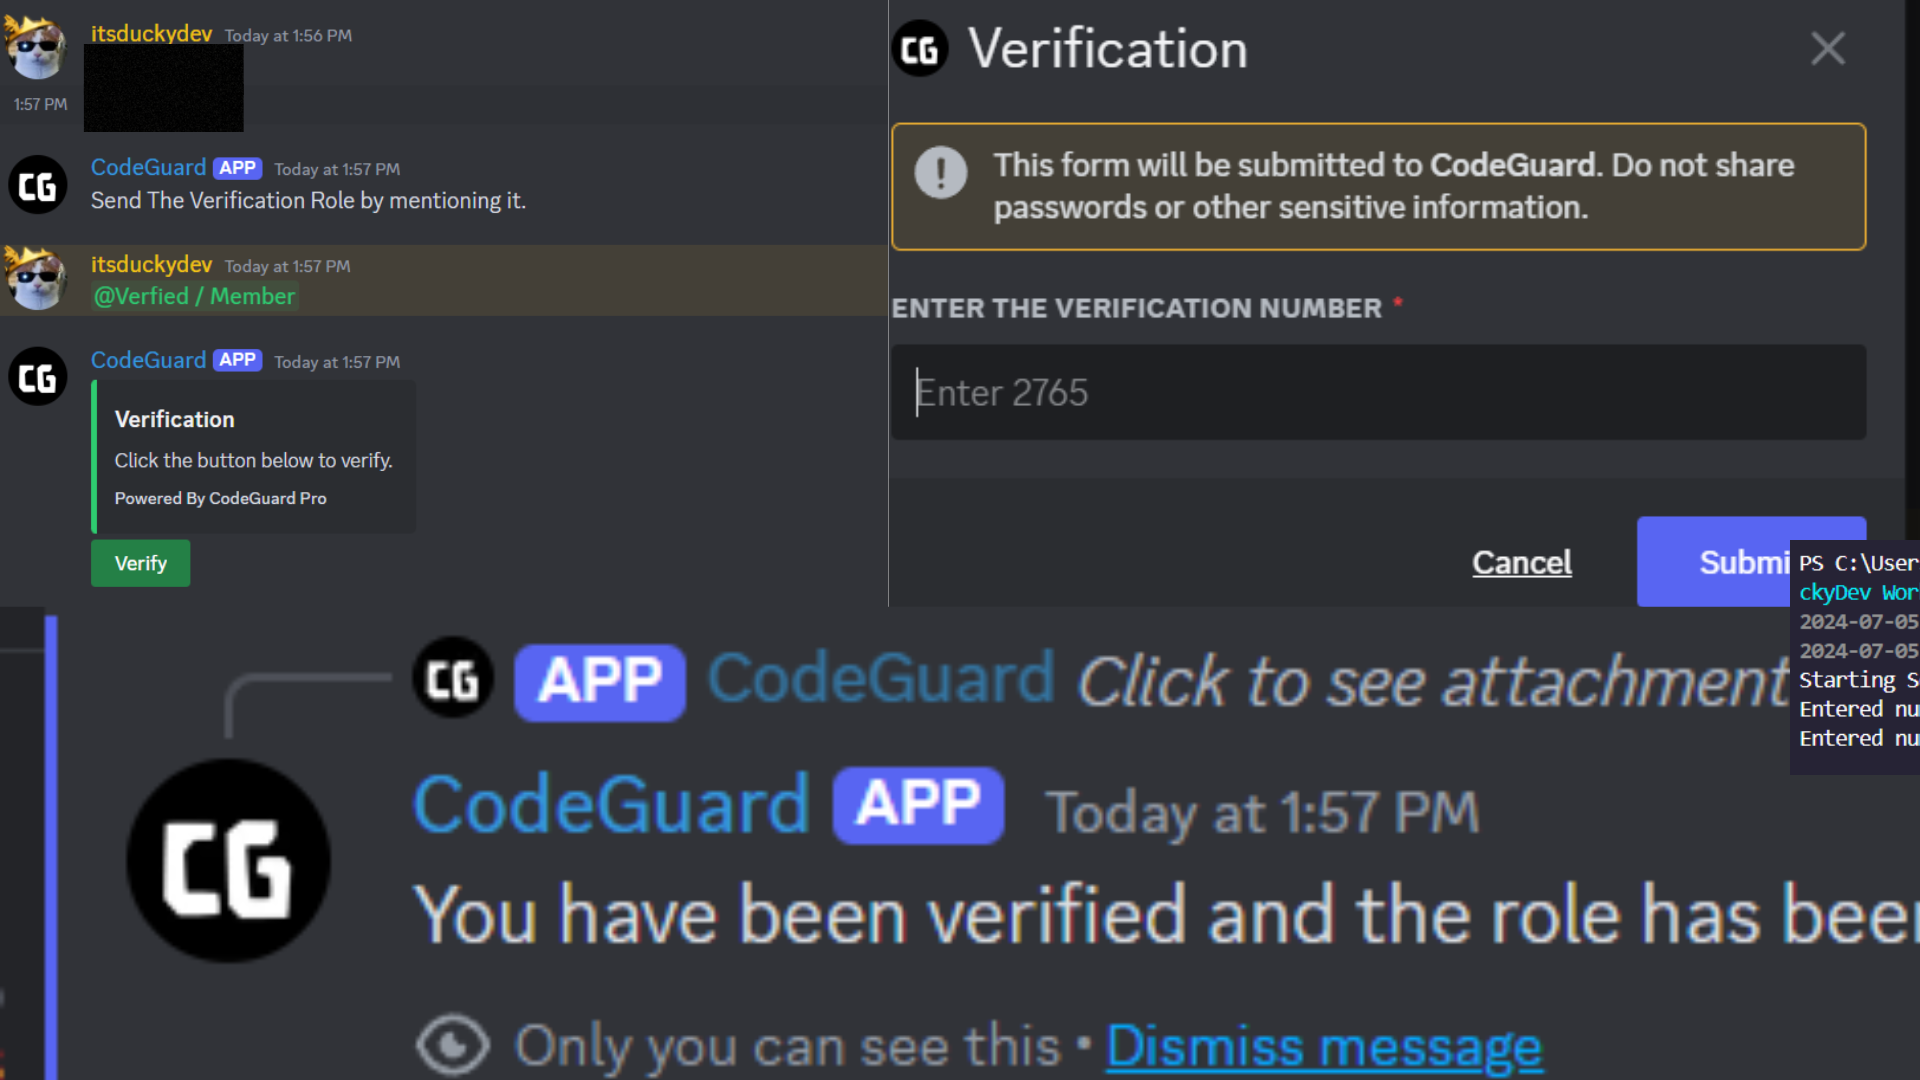 itsduckydev Today at 1:56 PM
1:57 PM
CG
CodeGuard APP Today at 1:57 PM
Send The Verification Role by mentioning it.
itsduckydev Today at 1:57 PM
@Verfied / Member
CG
CodeGuard APP Today at 1:57 PM
Verification
Click the button below to verify.
Powered By CodeGuard Pro
Verify
CG Verification
This form will be submitted to CodeGuard. Do not share
passwords or other sensitive information.
ENTER THE VERIFICATION NUMBER *
Enter 2765
Cancel
Submi
PS C:\User
ckyDev Wor
2024-07-05
2024-07-05
Starting S
Entered nu
Entered nu
CG APP CodeGuard Click to see attachment
CG
CodeGuard APP Today at 1:57 PM
You have been verified and the role has been
Only you can see this • Dismiss message